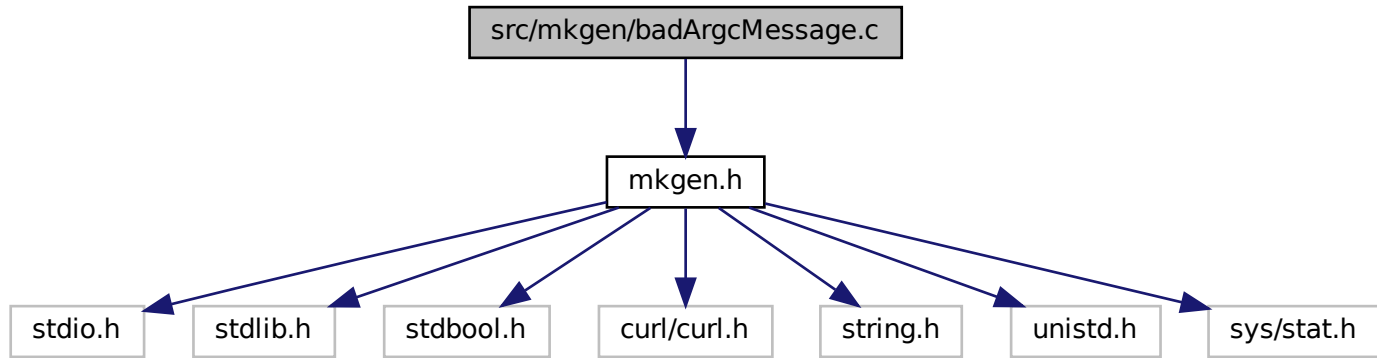 src/mkgen/badArgcMessage.c
mkgen.h
stdio.h
stdlib.h
stdbool.h
curl/curl.h
string.h
unistd.h
sys/stat.h